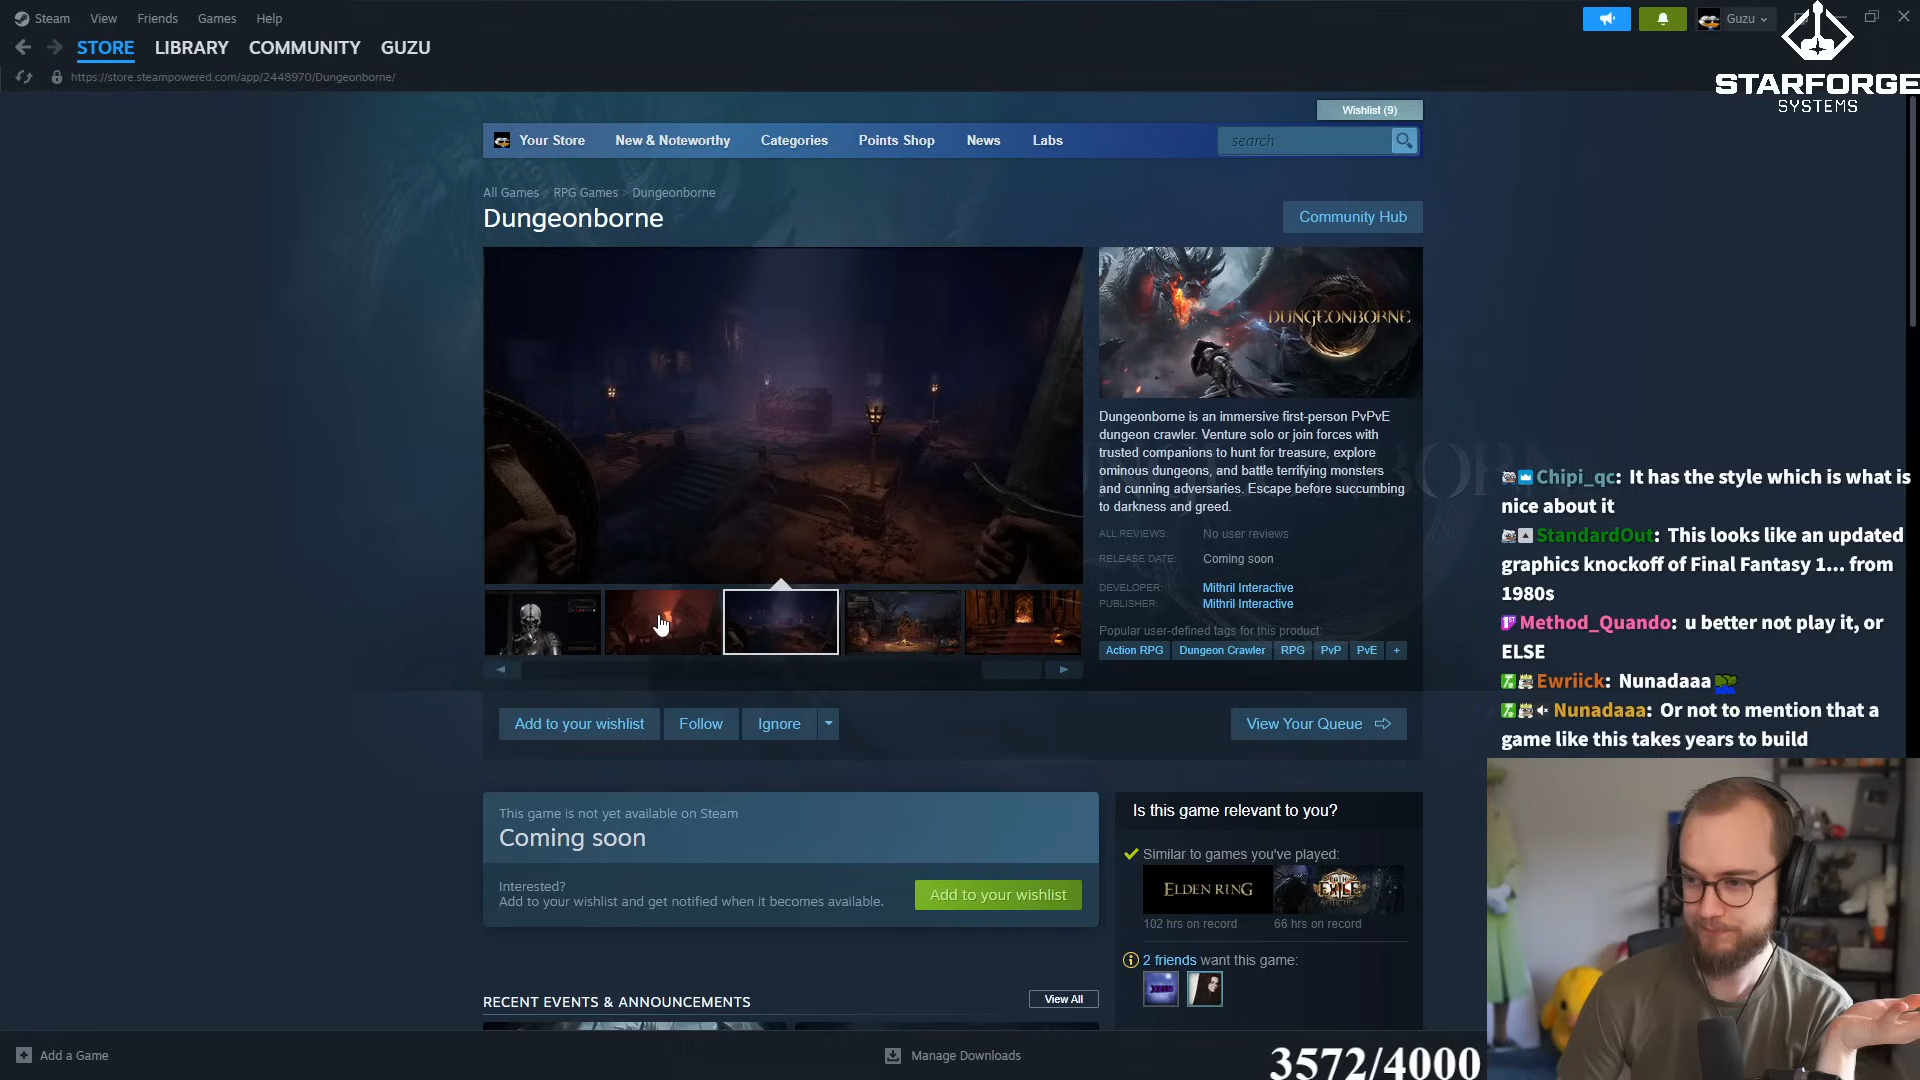 Steam View Friends Games Help
Guzu
STORE LIBRARY COMMUNITY GUZU
https://store.steampowered.com/app/2448970/Dungeonborne/
STARFORGE
SYSTEMS
Wishlist (9)
Your Store New & Noteworthy Categories Points Shop News Labs
search
All Games > RPG Games > Dungeonborne
Dungeonborne
Community Hub
DUNGEONBORNE
Dungeonborne is an immersive first-person PvPvE
dungeon crawler. Venture solo or join forces with
trusted companions to hunt for treasure, explore
ominous dungeons, and battle terrifying monsters
and cunning adversaries. Escape before succumbing
to darkness and greed.
ALL REVIEWS: No user reviews
RELEASE DATE: Coming soon
DEVELOPER: Mithril Interactive
PUBLISHER: Mithril Interactive
Popular user-defined tags for this product:
Action RPG Dungeon Crawler RPG PvP PvE +
Add to your wishlist Follow Ignore
View Your Queue
This game is not yet available on Steam
Coming soon
Interested?
Add to your wishlist and get notified when it becomes available.
Add to your wishlist
Is this game relevant to you?
Similar to games you've played:
ELDEN RING
PATH OF EXILE
102 hrs on record 66 hrs on record
2 friends want this game:
RECENT EVENTS & ANNOUNCEMENTS
View All
Add a Game
Manage Downloads
3572/4000
Chipi_qc: It has the style which is what is
nice about it
StandardOut: This looks like an updated
graphics knockoff of Final Fantasy 1... from
1980s
Method_Quando: u better not play it, or
ELSE
Ewriick: Nunadaaa
Nunadaaa: Or not to mention that a
game like this takes years to build